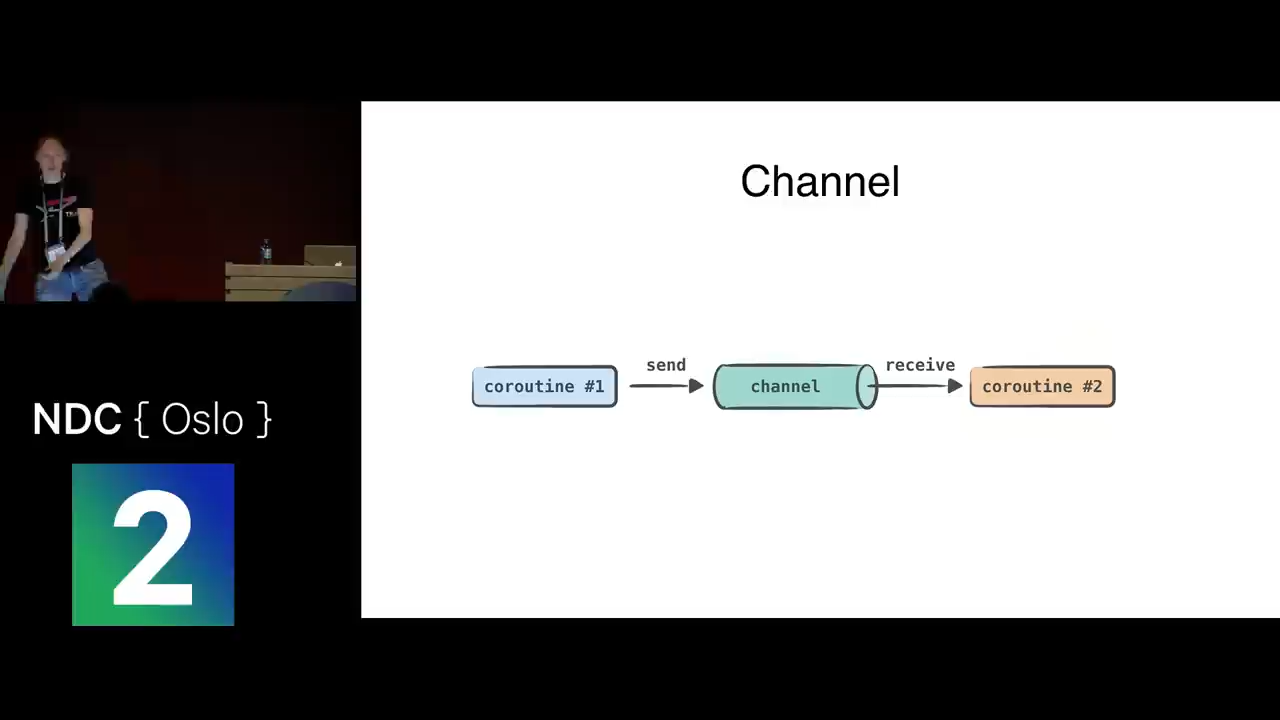 Channel
send
receive
coroutine #1
channel
coroutine #2
NDC { Oslo }
2